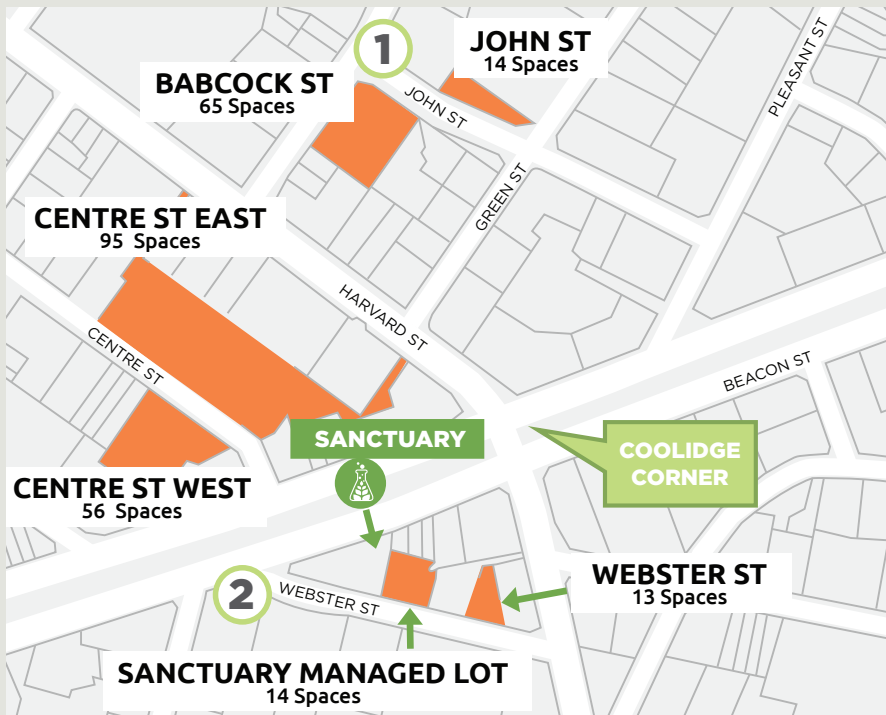 1
JOHN ST
14 Spaces
BABCOCK ST
65 Spaces
JOHN ST
PLEASANT ST
GREEN ST
CENTRE ST EAST
95 Spaces
HARVARD ST
CENTRE ST
BEACON ST
SANCTUARY
COOLIDGE
CORNER
CENTRE ST WEST
56 Spaces
2
WEBSTER ST
WEBSTER ST
13 Spaces
SANCTUARY MANAGED LOT
14 Spaces